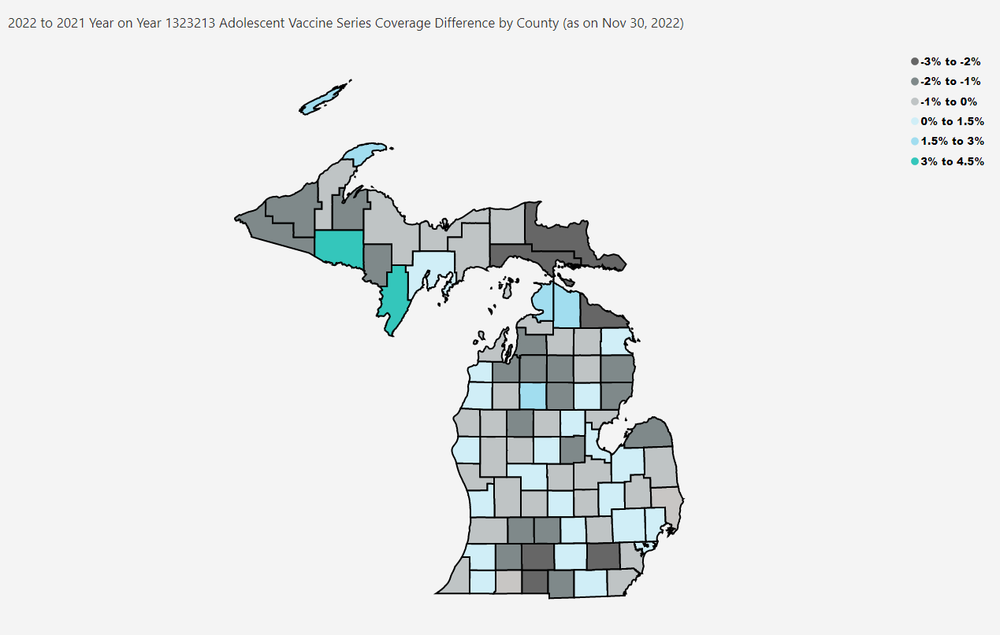 2022 to 2021 Year on Year 1323213 Adolescent Vaccine Series Coverage Difference by County (as on Nov 30, 2022)
-3% to -2%
-2% to -1%
-1% to 0%
0% to 1.5%
1.5% to 3%
3% to 4.5%